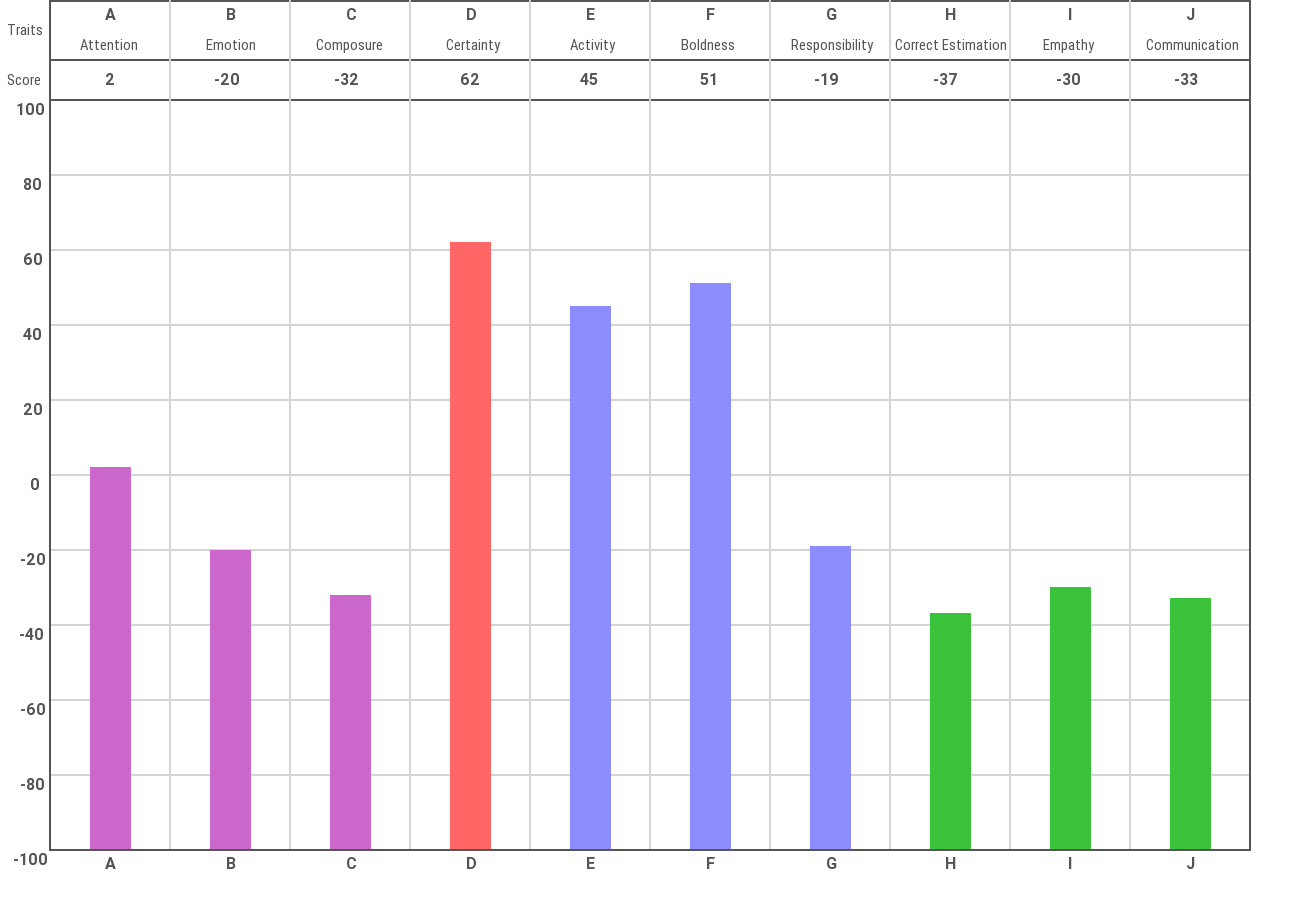 A B C D E F G H I J
Traits
Attention Emotion Composure Certainty Activity Boldness Responsibility Correct Estimation Empathy Communication
Score 2 -20 -32 62 45 51 -19 -37 -30 -33
100
80
60
40
20
0
-20
-40
-60
-80
-100
A B C D E F G H I J